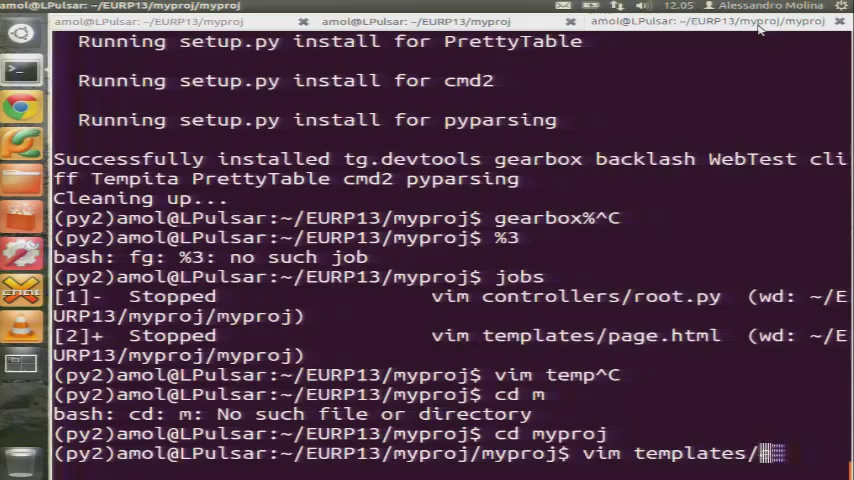 amol@LPulsar: ~/EURP13/myproj/myproj
12.05 Alessandro Molina
amol@LPulsar: ~/EURP13/myproj
amol@LPulsar: ~/EURP13/myproj
amol@LPulsar: ~/EURP13/myproj/myproj
Running setup.py install for PrettyTable
Running setup.py install for cmd2
Running setup.py install for pyparsing
Successfully installed tg.devtools gearbox backlash WebTest cli
ff Tempita PrettyTable cmd2 pyparsing
Cleaning up...
(py2)amol@LPulsar:~/EURP13/myproj$ gearbox%^C
(py2)amol@LPulsar:~/EURP13/myproj$ %3
bash: fg: %3: no such job
(py2)amol@LPulsar:~/EURP13/myproj$ jobs
[1]- Stopped vim controllers/root.py (wd: ~/E
URP13/myproj/myproj)
[2]+ Stopped vim templates/page.html (wd: ~/E
URP13/myproj/myproj)
(py2)amol@LPulsar:~/EURP13/myproj$ vim temp^C
(py2)amol@LPulsar:~/EURP13/myproj$ cd m
bash: cd: m: No such file or directory
(py2)amol@LPulsar:~/EURP13/myproj$ cd myproj
(py2)amol@LPulsar:~/EURP13/myproj/myproj$ vim templates/